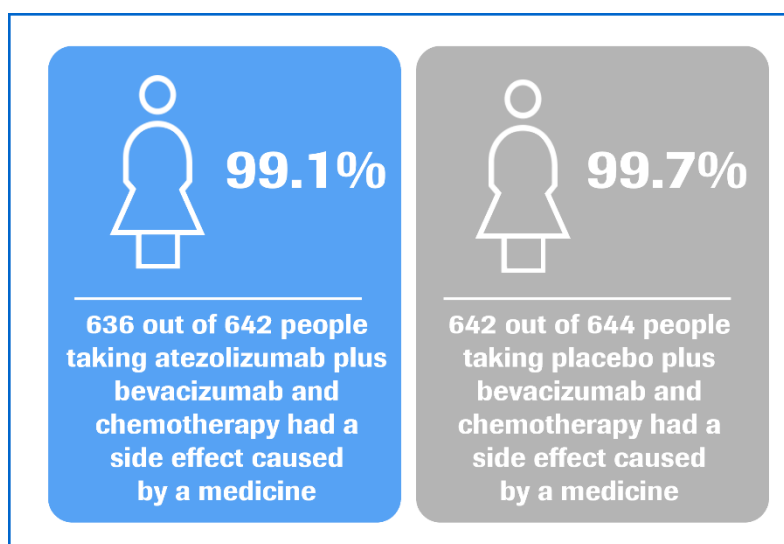 99.1%
636 out of 642 people
taking atezolizumab plus
bevacizumab and
chemotherapy had a
side effect caused
by a medicine
99.7%
642 out of 644 people
taking placebo plus
bevacizumab and
chemotherapy had a
side effect caused
by a medicine